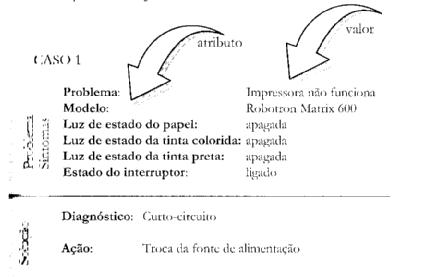 atributo
valor
CASO 1
Problema: Impressora não funciona
Modelo: Robotron Matrix 600
Luz de estado do papel: apagada
Luz de estado da tinta colorida: apagada
Luz de estado da tinta preta: apagada
Estado do interruptor: ligado
Problema
Sintomas
Diagnóstico: Curto-circuito
Ação: Troca da fonte de alimentação
Solução